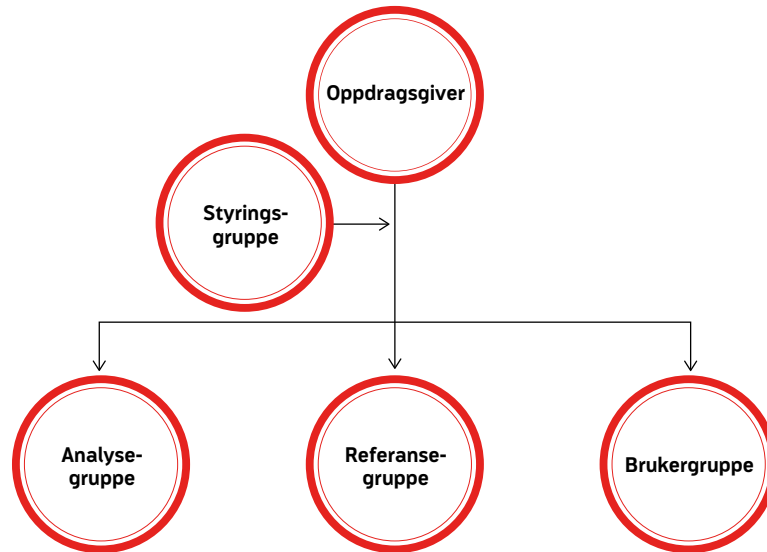 Oppdragsgiver
Styrings-
gruppe
Analyse-
gruppe
Referanse-
gruppe
Brukergruppe